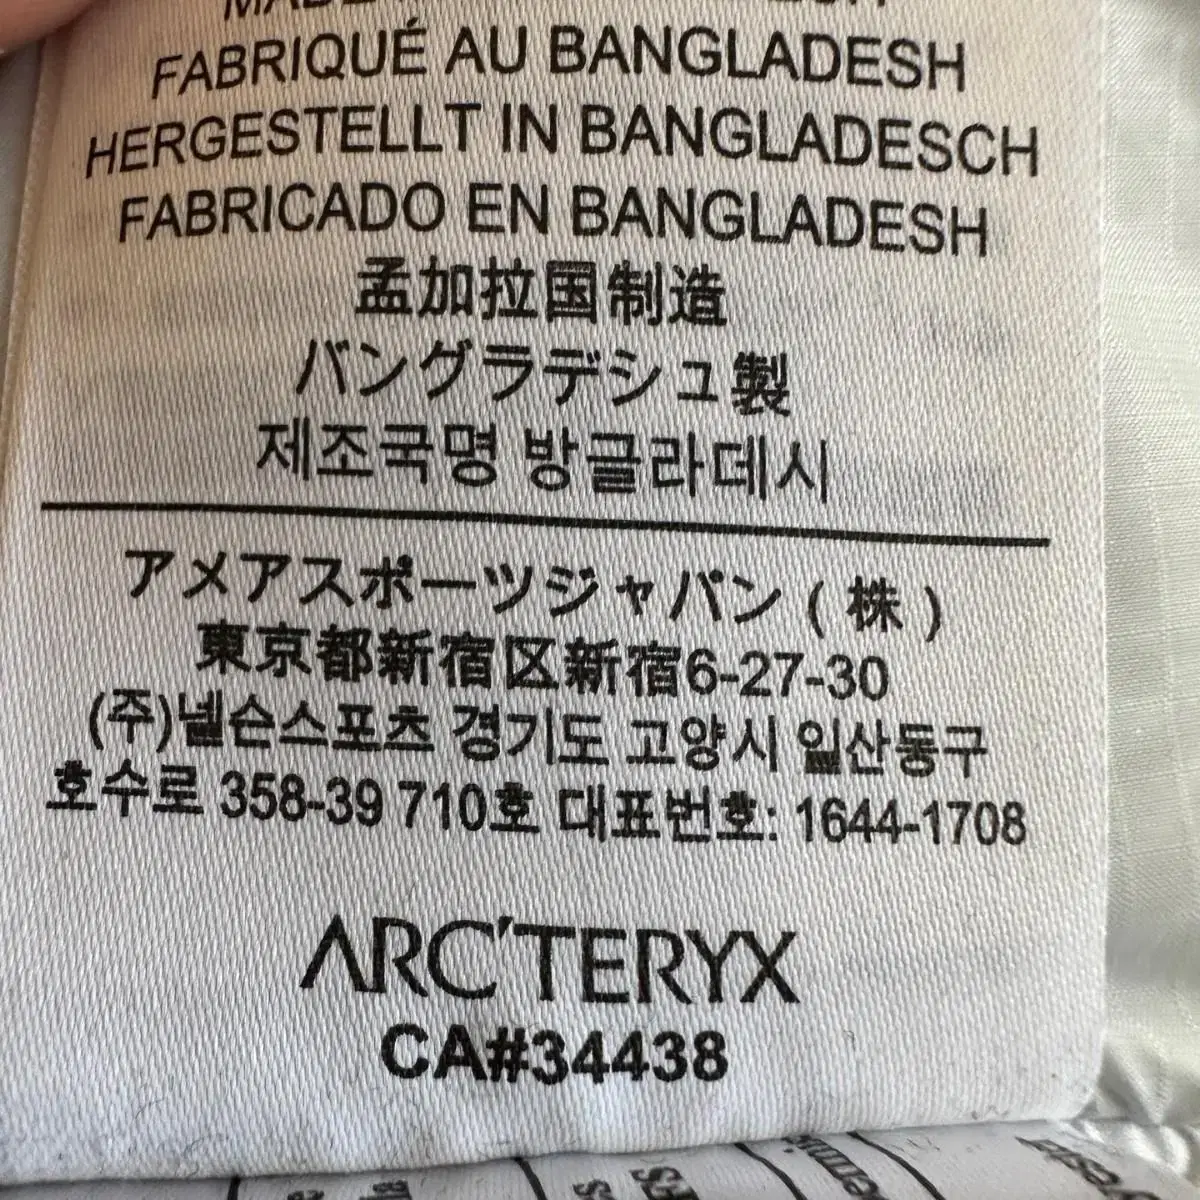 FABRIQUÉ AU BANGLADESH
HERGESTELLT IN BANGLADESCH
FABRICADO EN BANGLADESH
孟加拉国制造
バングラデシュ製
제조국명 방글라데시
アメアスポーツジャパン (株)
東京都新宿区新宿6-27-30
(주)넬슨스포츠 경기도 고양시 일산동구
호수로 358-39 710호 대표번호: 1644-1708
ARC'TERYX
CA#34438